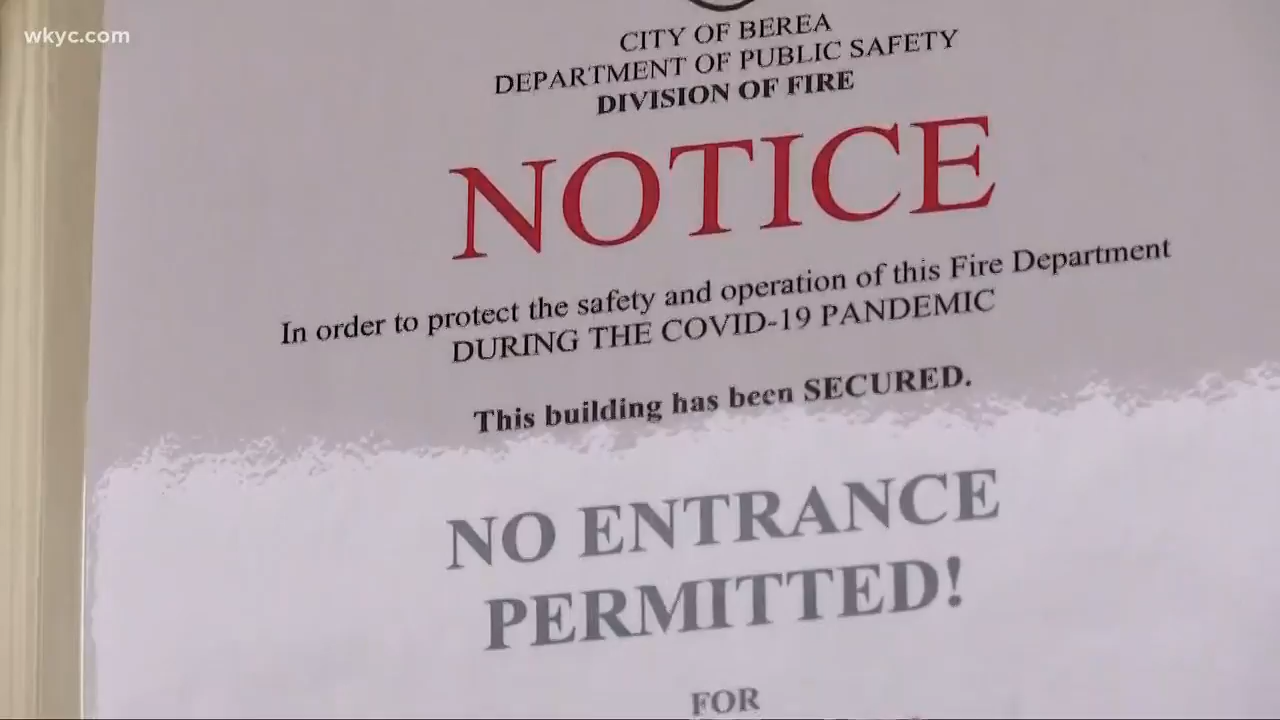 wkyc.com
CITY OF BEREA
DEPARTMENT OF PUBLIC SAFETY
DIVISION OF FIRE
NOTICE
In order to protect the safety and operation of this Fire Department
DURING THE COVID-19 PANDEMIC
This building has been SECURED.
NO ENTRANCE
PERMITTED!
FOR